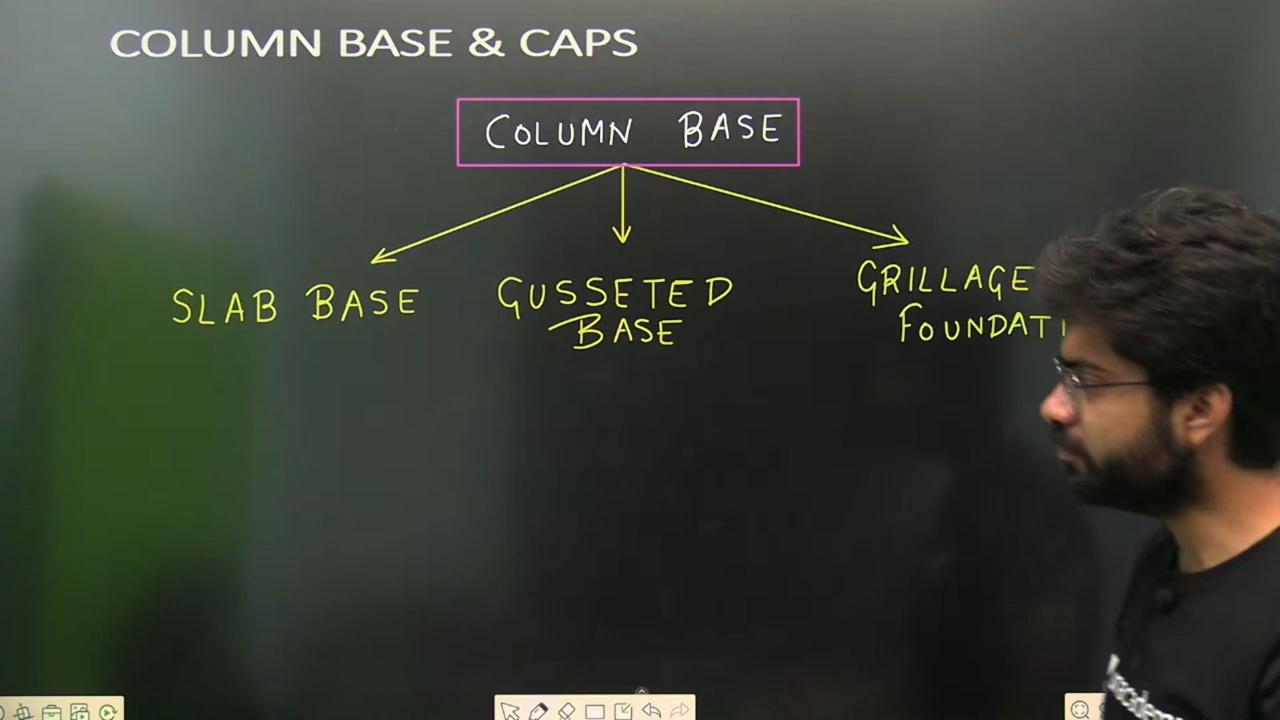 COLUMN BASE & CAPS
COLUMN BASE
SLAB BASE
GUSSETED
BASE
GRILLAGE